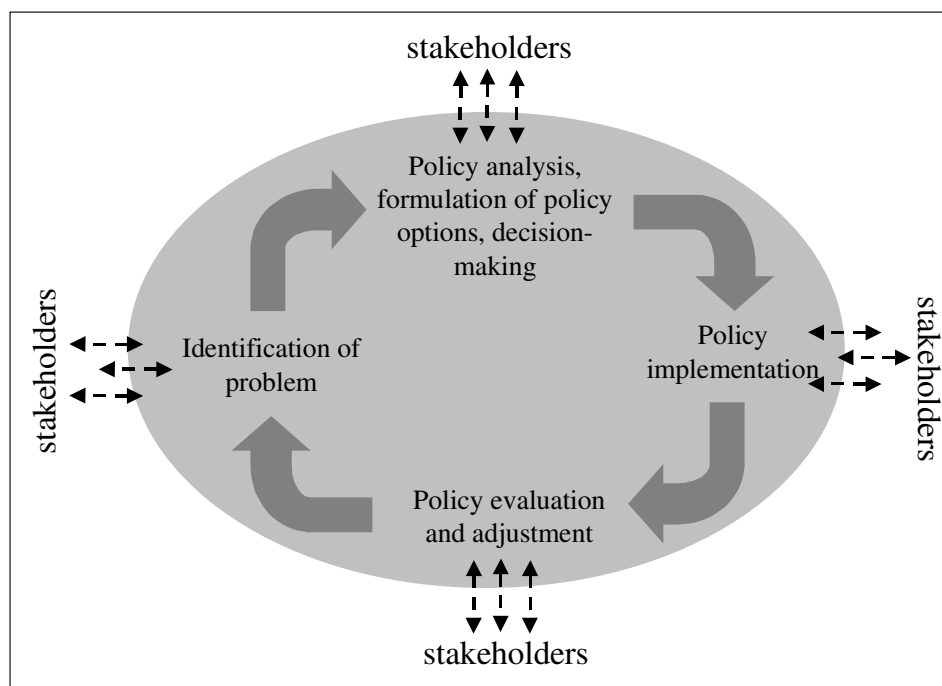 stakeholders
Policy analysis,
formulation of policy
options, decision-
making
stakeholders
Identification of
problem
Policy
implementation
stakeholders
Policy evaluation
and adjustment
stakeholders